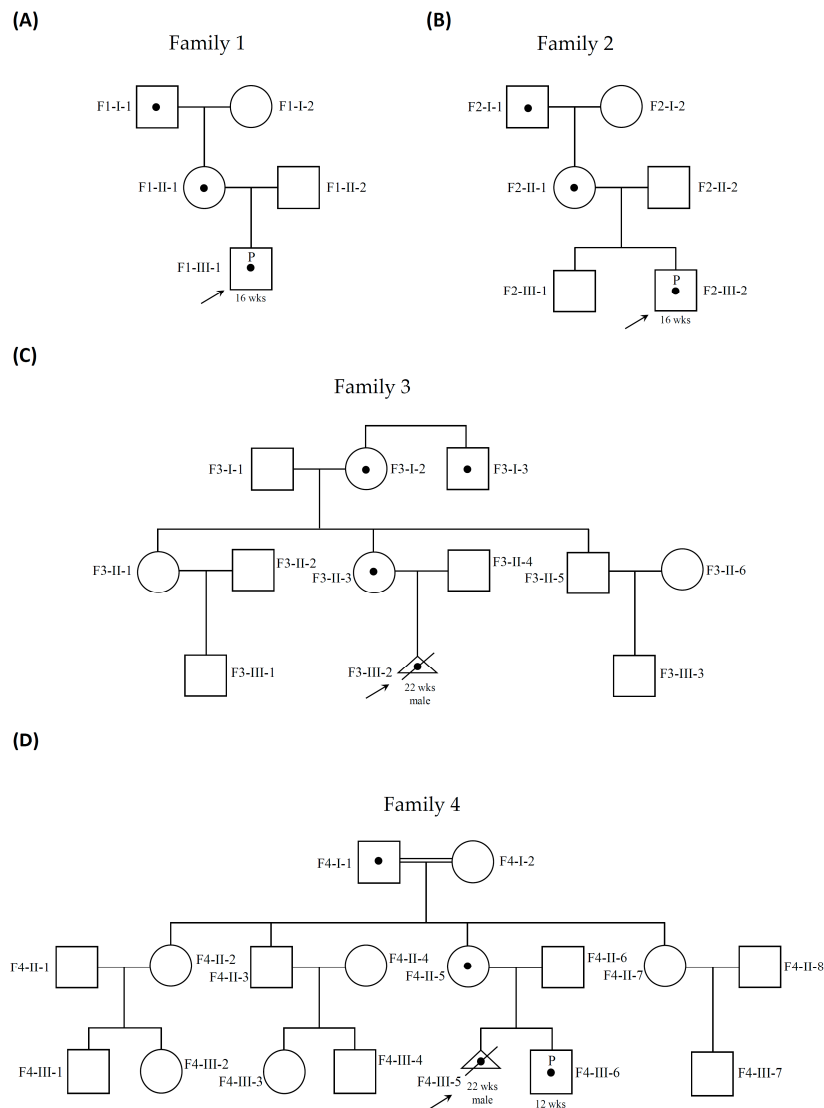 (A)
(B)
Family 1
Family 2
F1-I-1
F1-I-2
F2-I-1
F2-I-2
F1-II-1
F1-II-2
F2-II-1
F2-II-2
F1-III-1
P
16 wks
F2-III-1
P
F2-III-2
16 wks
(C)
Family 3
F3-I-1
F3-I-2
F3-I-3
F3-II-1
F3-II-2
F3-II-3
F3-II-4
F3-II-5
F3-II-6
F3-III-1
F3-III-2
22 wks
male
F3-III-3
(D)
Family 4
F4-I-1
F4-I-2
F4-II-1
F4-II-2
F4-II-3
F4-II-4
F4-II-5
F4-II-6
F4-II-7
F4-II-8
F4-III-1
F4-III-2
F4-III-3
F4-III-4
F4-III-5
22 wks
male
P
F4-III-6
12 wks
F4-III-7